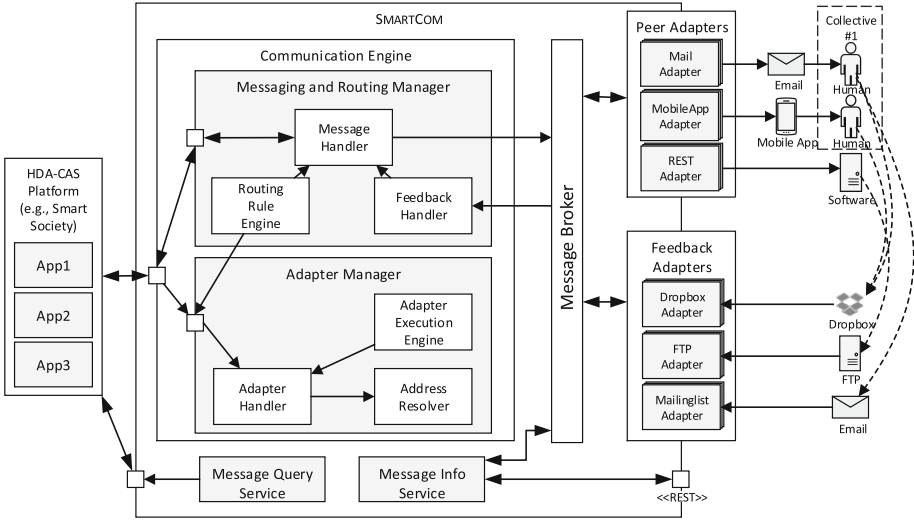 SMARTCOM
Communication Engine
Messaging and Routing Manager
Message
Handler
Routing
Rule
Engine
Feedback
Handler
Adapter Manager
Adapter
Execution
Engine
Adapter
Handler
Address
Resolver
HDA-CAS
Platform
(e.g., Smart
Society)
App1
App2
App3
Message Query
Service
Message Info
Service
Message Broker
Peer Adapters
Mail
Adapter
MobileApp
Adapter
REST
Adapter
Feedback
Adapters
Dropbox
Adapter
FTP
Adapter
Mailinglist
Adapter
<<REST>>
Collective
#1
Email
Human
Mobile App
Human
Software
Dropbox
FTP
Email